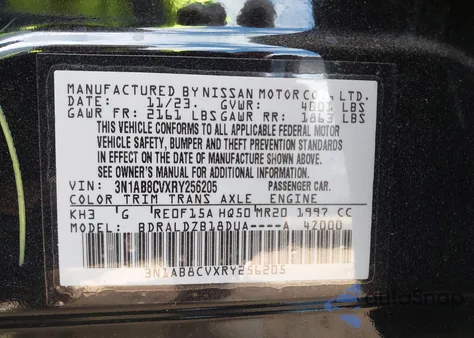 MANUFACTURED BY NISSAN MOTOR CO., LTD.
DATE: 11/23. GVWR: 4001 LBS
GAWR FR: 2161 LBS GAWR RR: 1863 LBS
THIS VEHICLE CONFORMS TO ALL APPLICABLE FEDERAL MOTOR
VEHICLE SAFETY, BUMPER AND THEFT PREVENTION STANDARDS
IN EFFECT ON THE DATE OF MANUFACTURE SHOWN ABOVE.
SEE OWNER'S MANUAL FOR ADDITIONAL INFORMATION.
VIN: 3N1AB8CVXRY256205 PASSENGER CAR.
COLOR TRIM TRANS AXLE ENGINE
KH3 G RE0F15A HQ50 MR20 1997 CC
MODEL: BDRALDZB18DUA----A 42000
3N1AB8CVXRY256205
AutoSnap